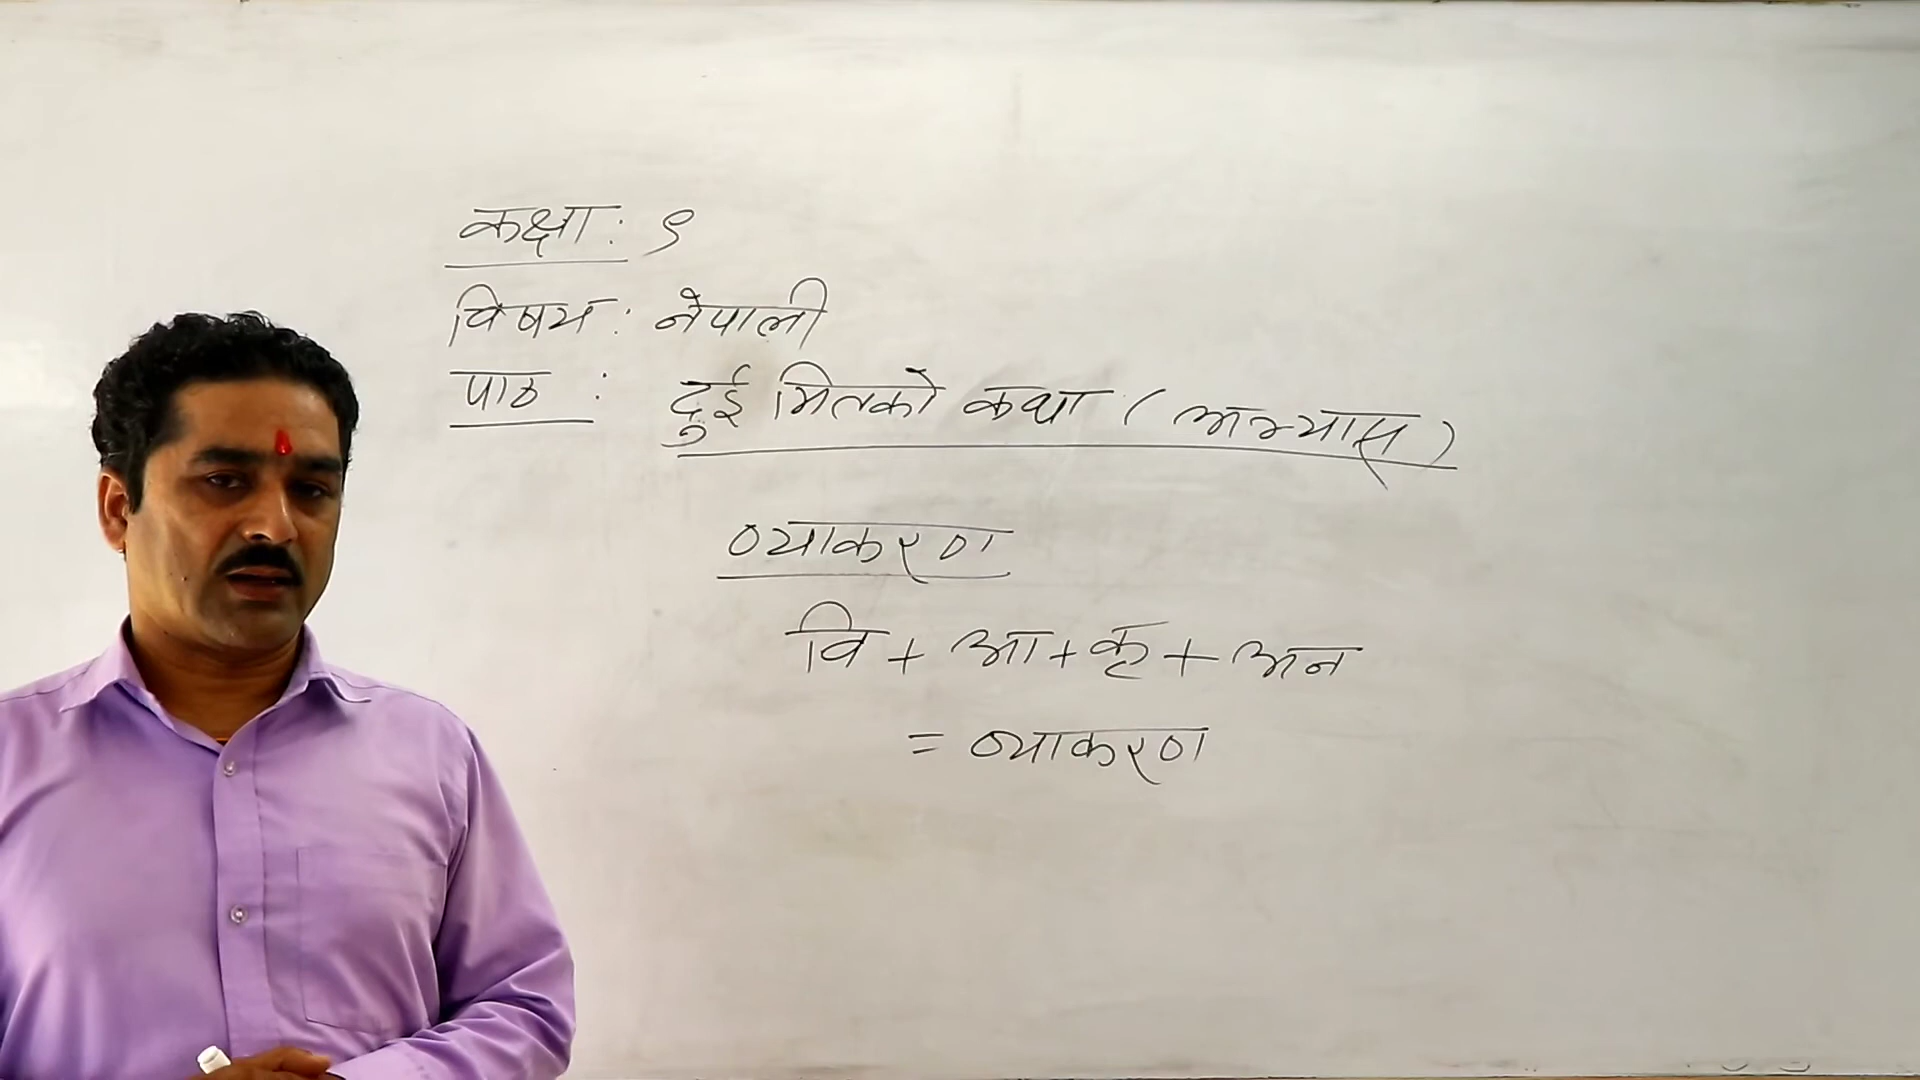 कक्षा: ९
विषय: नेपाली
पाठ : दुई मितको कथा (अभ्यास)
व्याकरण
वि + आ + कृ + अन
= व्याकरण